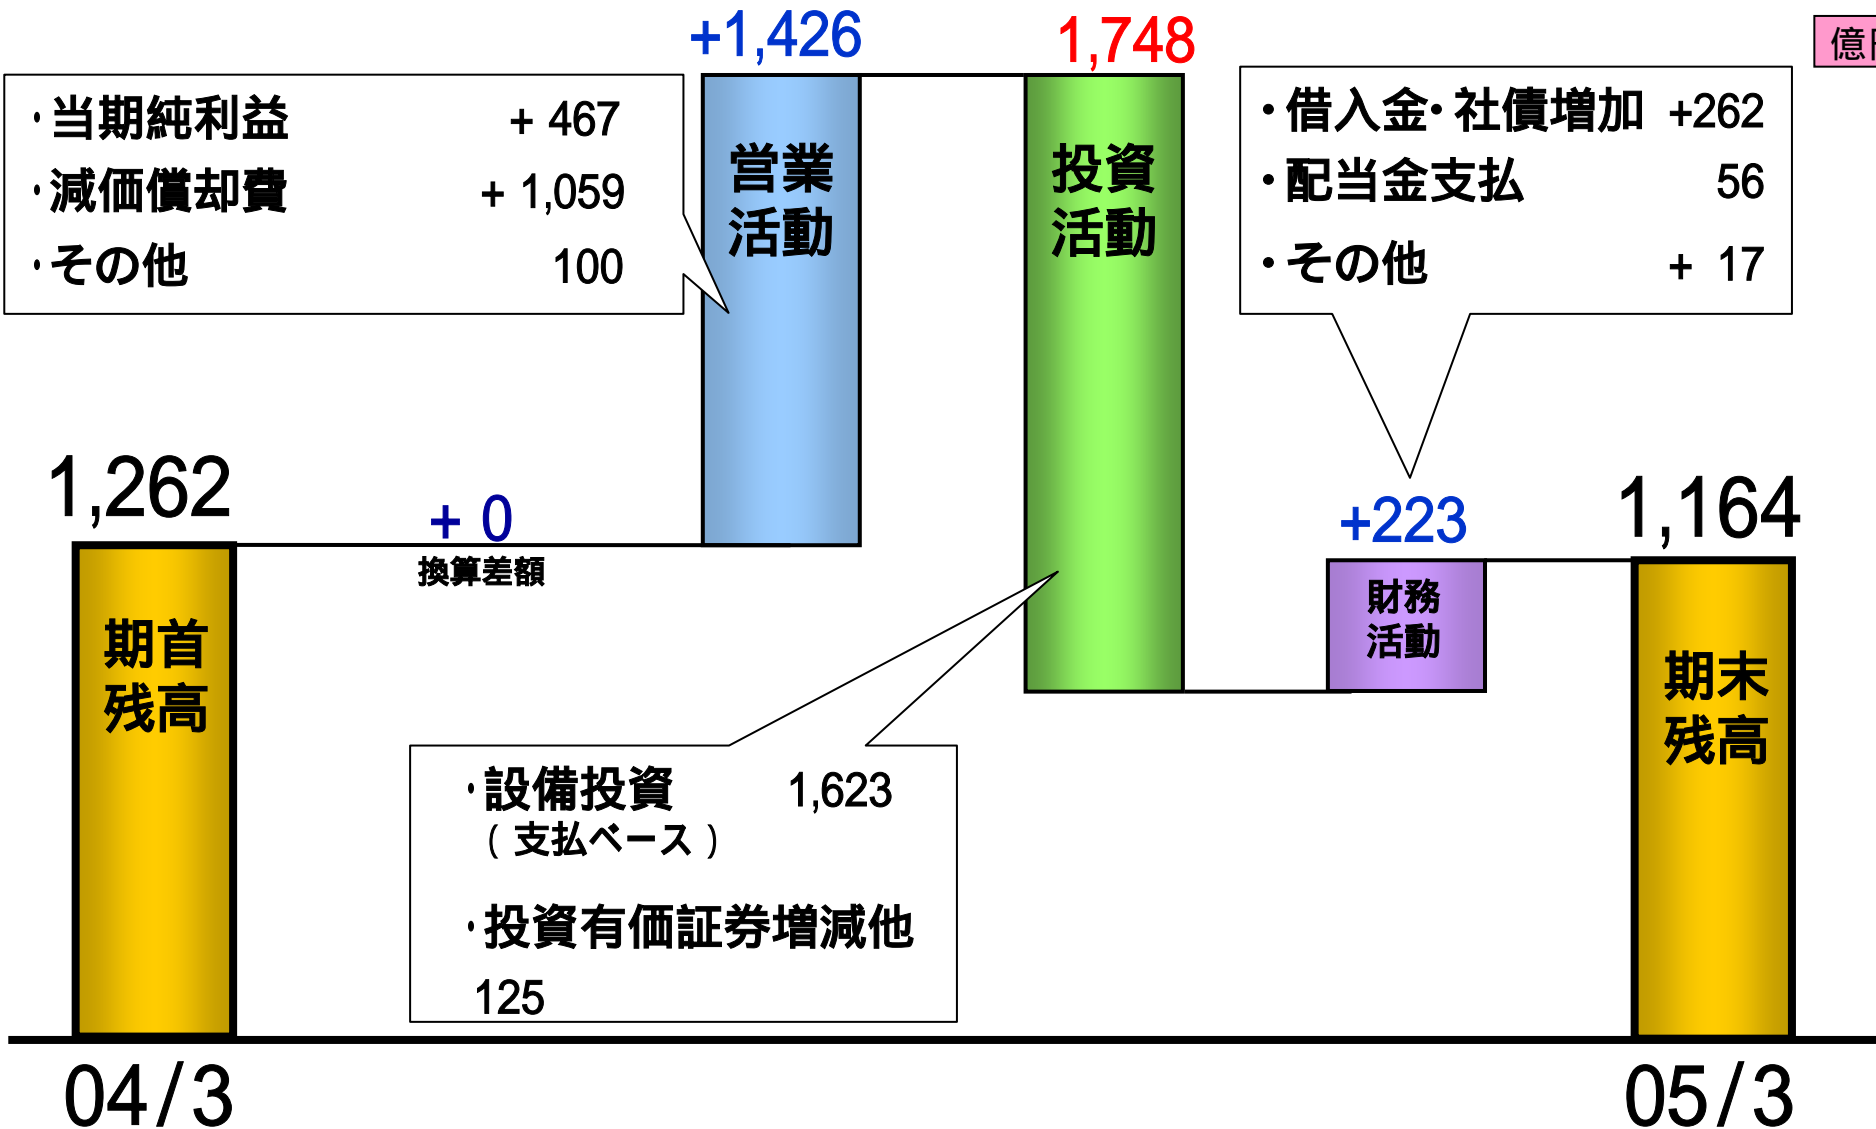 +1,426
1,748
億
・当期純利益 + 467
・減価償却費 + 1,059
・その他 100
営業
活動
投資
活動
・借入金・社債増加 +262
・配当金支払 56
・その他 + 17
1,262
+ 0
換算差額
+223
1,164
期首
残高
財務
活動
期末
残高
・設備投資 1,623
(支払ベース)
・投資有価証券増減他
125
04/3
05/3